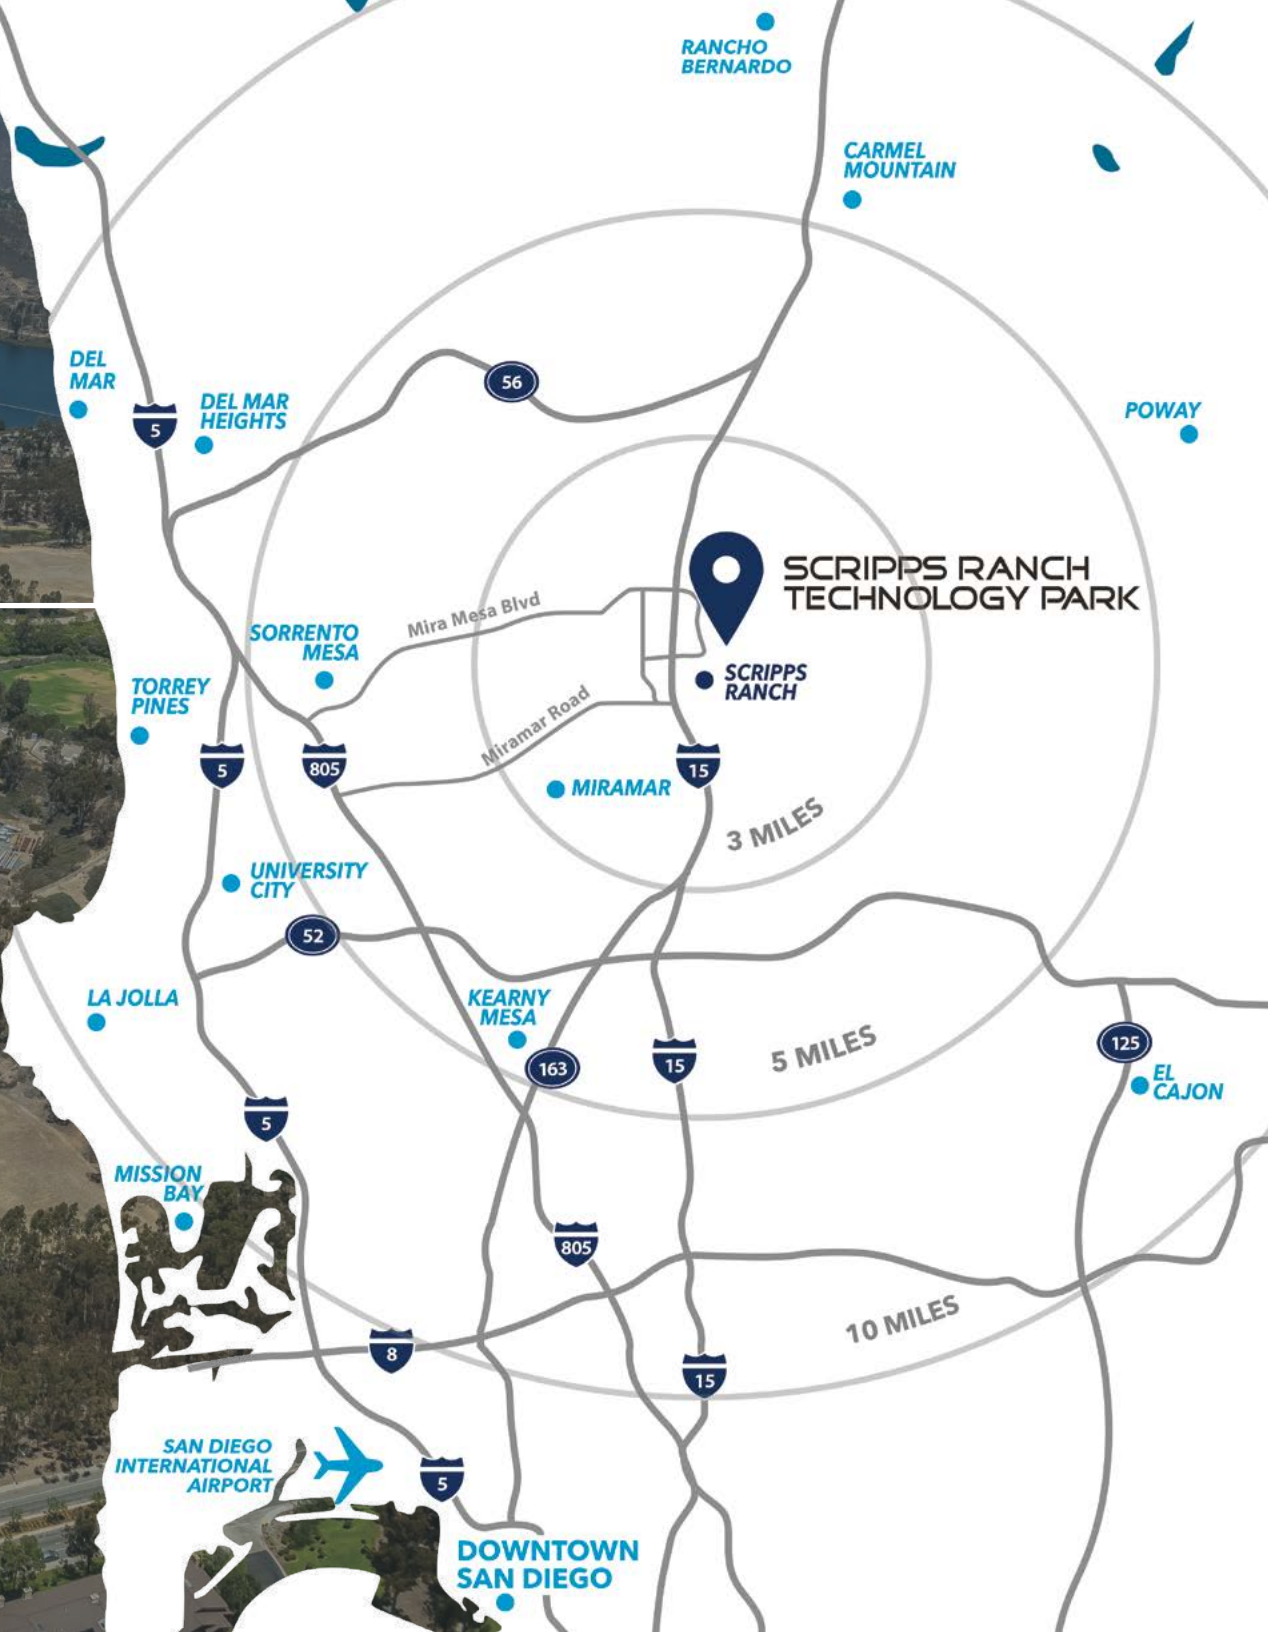 RANCHO
BERNARDO
CARMEL
MOUNTAIN
DEL
MAR
5
DEL MAR
HEIGHTS
56
POWAY
SCRIPPS RANCH
TECHNOLOGY PARK
Mira Mesa Blvd
SORRENTO
MESA
TORREY
PINES
SCRIPPS
RANCH
Miramar Road
5
805
15
MIRAMAR
3 MILES
UNIVERSITY
CITY
52
LA JOLLA
KEARNY
MESA
163
15
5 MILES
125
EL
CAJON
5
MISSION
BAY
805
10 MILES
8
15
SAN DIEGO
INTERNATIONAL
AIRPORT
5
DOWNTOWN
SAN DIEGO